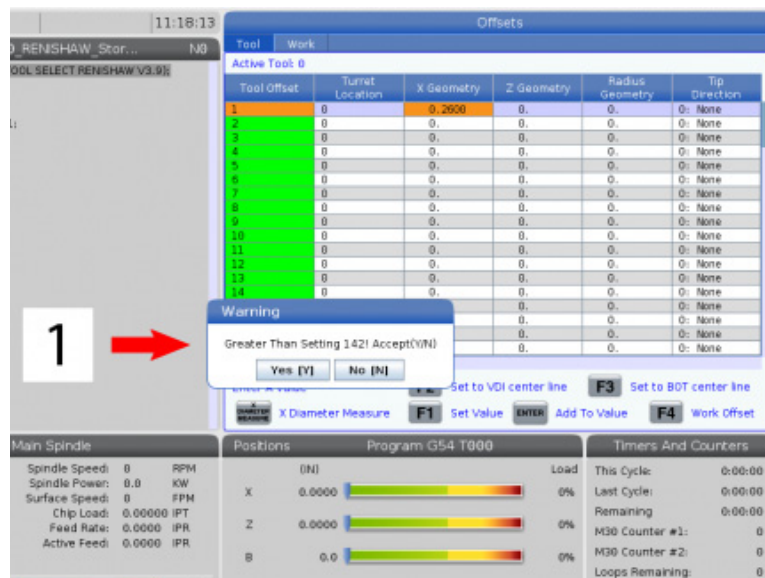 11:18:13
Offsets
O_RENISHAW_Stor... N0
Tool Work
OOL SELECT RENISHAW V3.9);
Active Tool: 0
Tool Offset Turret Location X Geometry Z Geometry Radius Geometry Tip Direction
1 0 0.2600 0. 0. 0: None
2 0 0. 0. 0. 0: None
3 0 0. 0. 0. 0: None
4 0 0. 0. 0. 0: None
5 0 0. 0. 0. 0: None
6 0 0. 0. 0. 0: None
7 0 0. 0. 0. 0: None
8 0 0. 0. 0. 0: None
9 0 0. 0. 0. 0: None
10 0 0. 0. 0. 0: None
11 0 0. 0. 0. 0: None
12 0 0. 0. 0. 0: None
13 0 0. 0. 0. 0: None
14 0 0. 0. 0. 0: None
0. 0. 0: None
0. 0. 0: None
0. 0. 0: None
0. 0. 0: None
1
Warning
Greater Than Setting 142! Accept(Y/N)
Yes [Y] No [N]
Enter A Value F2 Set to VDI center line F3 Set to BOT center line
X DIAMETER MEASURE X Diameter Measure F1 Set Value ENTER Add To Value F4 Work Offset
Main Spindle
Spindle Speed: 0 RPM
Spindle Power: 0.0 KW
Surface Speed: 0 FPM
Chip Load: 0.00000 IPT
Feed Rate: 0.0000 IPR
Active Feed: 0.0000 IPR
Positions Program G54 T000
(IN) Load
X 0.0000 0%
Z 0.0000 0%
B 0.0 0%
Timers And Counters
This Cycle: 0:00:00
Last Cycle: 0:00:00
Remaining 0:00:00
M30 Counter #1: 0
M30 Counter #2: 0
Loops Remaining: 0